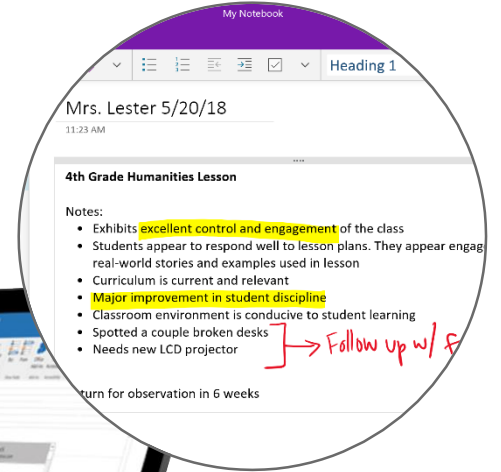 My Notebook
Heading 1
Mrs. Lester 5/20/18
11:23 AM
4th Grade Humanities Lesson
Notes:
• Exhibits excellent control and engagement of the class
• Students appear to respond well to lesson plans. They appear engag
real-world stories and examples used in lesson
• Curriculum is current and relevant
• Major improvement in student discipline
• Classroom environment is conducive to student learning
• Spotted a couple broken desks
• Needs new LCD projector
Follow up w/ f
turn for observation in 6 weeks